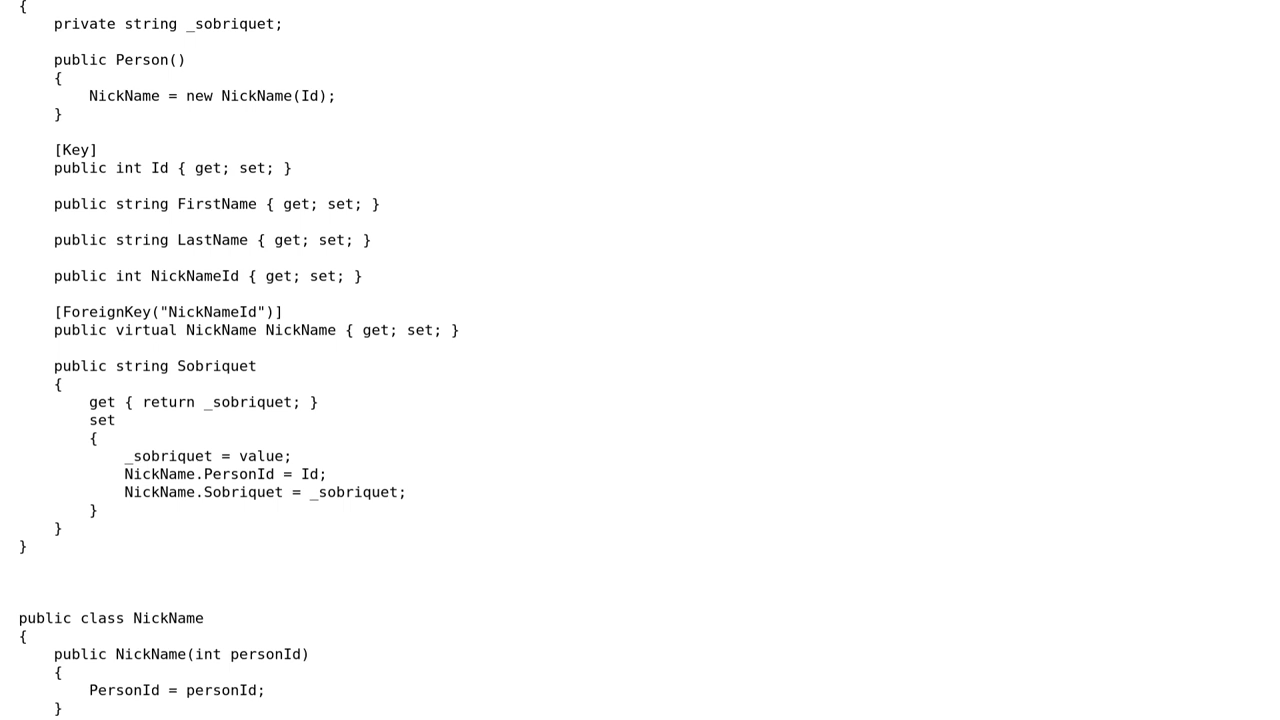 {
    private string _sobriquet;

    public Person()
    {
        NickName = new NickName(Id);
    }

    [Key]
    public int Id { get; set; }

    public string FirstName { get; set; }

    public string LastName { get; set; }

    public int NickNameId { get; set; }

    [ForeignKey("NickNameId")]
    public virtual NickName NickName { get; set; }

    public string Sobriquet
    {
        get { return _sobriquet; }
        set
        {
            _sobriquet = value;
            NickName.PersonId = Id;
            NickName.Sobriquet = _sobriquet;
        }
    }
}

public class NickName
{
    public NickName(int personId)
    {
        PersonId = personId;
    }